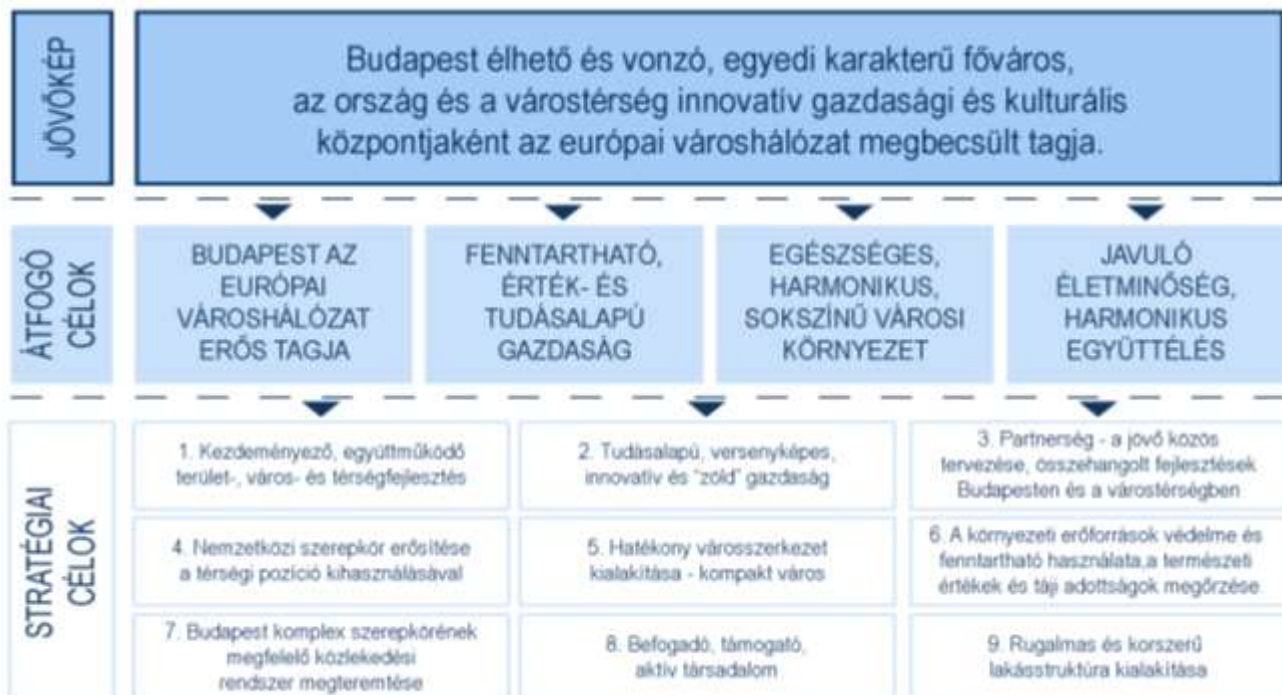 JÖVŐKÉP
Budapest élhető és vonzó, egyedi karakterű főváros,
az ország és a várostérség innovatív gazdasági és kulturális
központjaként az európai városhálózat megbecsült tagja.
ÁTFOGÓ
CÉLOK
BUDAPEST AZ
EURÓPAI
VÁROSHÁLÓZAT
ERŐS TAGJA
FENNTARTHATÓ,
ÉRTÉK- ÉS
TUDÁSALAPÚ
GAZDASÁG
EGÉSZSÉGES,
HARMONIKUS,
SOKSZÍNŰ VÁROSI
KÖRNYEZET
JAVULÓ
ÉLETMINŐSÉG,
HARMONIKUS
EGYÜTTÉLÉS
STRATÉGIAI
CÉLOK
1. Kezdeményező, együttműködő
terület-, város- és térségfejlesztés
2. Tudásalapú, versenyképes,
innovatív és "zöld" gazdaság
3. Partnerség - a jövő közös
tervezése, összehangolt fejlesztések
Budapesten és a várostérségben
4. Nemzetközi szerepkör erősítése
a térségi pozíció kihasználásával
5. Hatékony városszerkezet
kialakítása - kompakt város
6. A környezeti erőforrások védelme és
fenntartható használata,a természeti
értékek és táji adottságok megőrzése
7. Budapest komplex szerepkörének
megfelelő közlekedési
rendszer megteremtése
8. Befogadó, támogató,
aktív társadalom
9. Rugalmas és korszerű
lakásstruktúra kialakítása